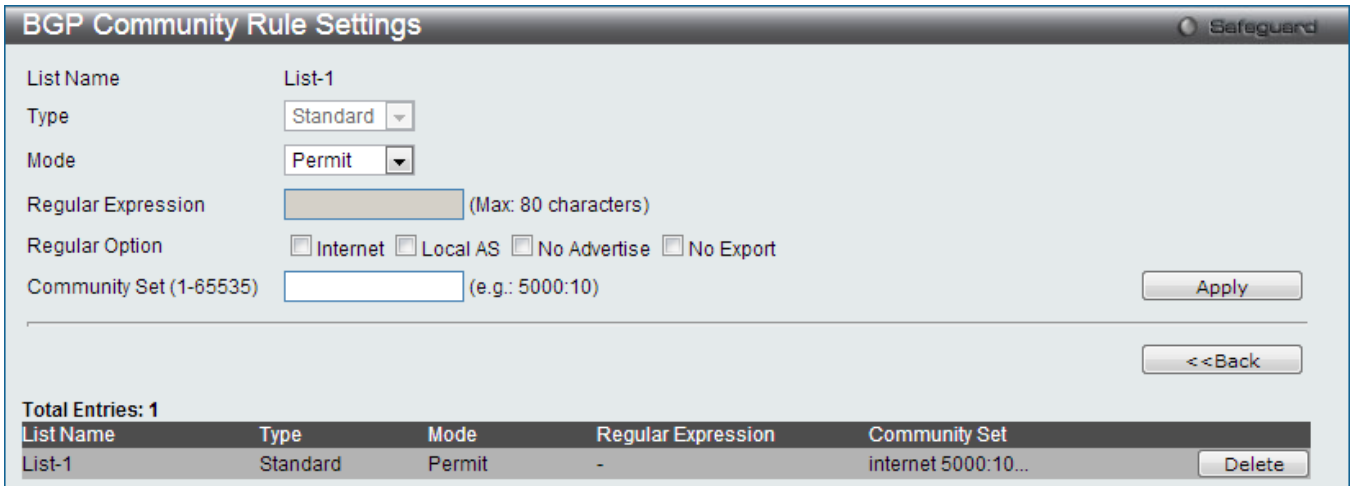 BGP Community Rule Settings Safeguard
List Name List-1
Type Standard
Mode Permit
Regular Expression (Max: 80 characters)
Regular Option Internet Local AS No Advertise No Export
Community Set (1-65535) (e.g.: 5000:10) Apply
<<Back
Total Entries: 1
List Name Type Mode Regular Expression Community Set
List-1 Standard Permit - internet 5000:10... Delete